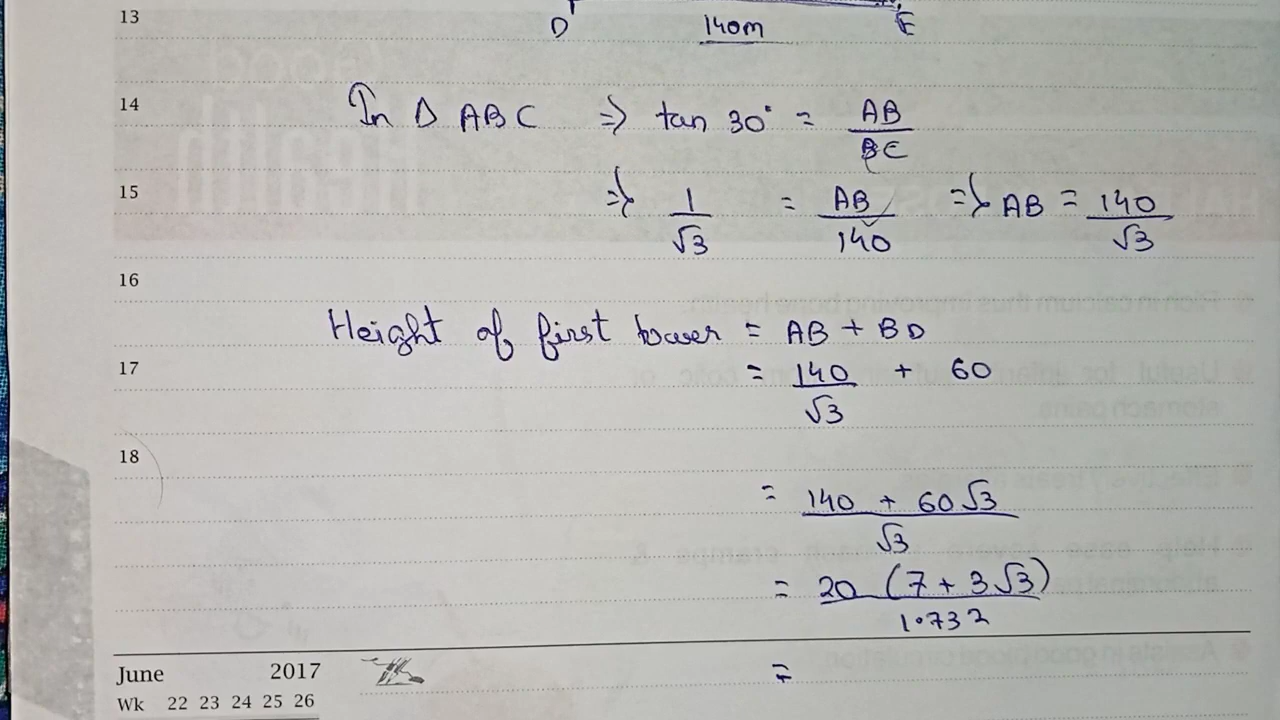 13
D 140m E
14 In Δ ABC ⇒ tan 30° = AB/BC
15 ⇒ 1/√3 = AB/140 ⇒ AB = 140/√3
16
Height of first tower = AB + BD
17 = 140/√3 + 60
18
= 140 + 60√3/√3
= 20 (7 + 3√3)/1.732
June 2017 =
Wk 22 23 24 25 26